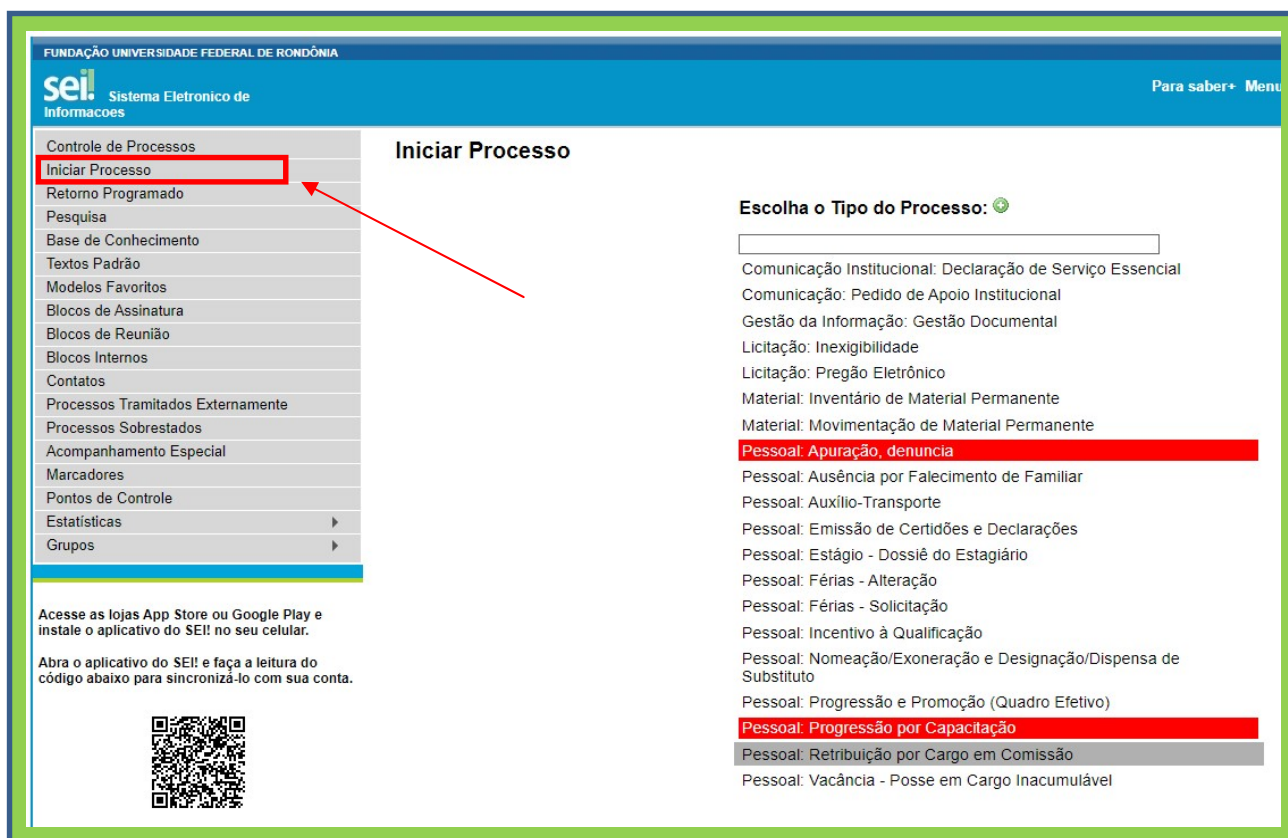 FUNDAÇÃO UNIVERSIDADE FEDERAL DE RONDÔNIA
sei! Sistema Eletronico de
Informacoes
Para saber+ Menu
Controle de Processos
Iniciar Processo
Retorno Programado
Pesquisa
Base de Conhecimento
Textos Padrão
Modelos Favoritos
Blocos de Assinatura
Blocos de Reunião
Blocos Internos
Contatos
Processos Tramitados Externamente
Processos Sobrestados
Acompanhamento Especial
Marcadores
Pontos de Controle
Estatísticas
Grupos
Acesse as lojas App Store ou Google Play e
instale o aplicativo do SEI! no seu celular.
Abra o aplicativo do SEI! e faça a leitura do
código abaixo para sincronizá-lo com sua conta.
Iniciar Processo
Escolha o Tipo do Processo:
Comunicação Institucional: Declaração de Serviço Essencial
Comunicação: Pedido de Apoio Institucional
Gestão da Informação: Gestão Documental
Licitação: Inexigibilidade
Licitação: Pregão Eletrônico
Material: Inventário de Material Permanente
Material: Movimentação de Material Permanente
Pessoal: Apuração, denuncia
Pessoal: Ausência por Falecimento de Familiar
Pessoal: Auxílio-Transporte
Pessoal: Emissão de Certidões e Declarações
Pessoal: Estágio - Dossiê do Estagiário
Pessoal: Férias - Alteração
Pessoal: Férias - Solicitação
Pessoal: Incentivo à Qualificação
Pessoal: Nomeação/Exoneração e Designação/Dispensa de
Substituto
Pessoal: Progressão e Promoção (Quadro Efetivo)
Pessoal: Progressão por Capacitação
Pessoal: Retribuição por Cargo em Comissão
Pessoal: Vacância - Posse em Cargo Inacumulável